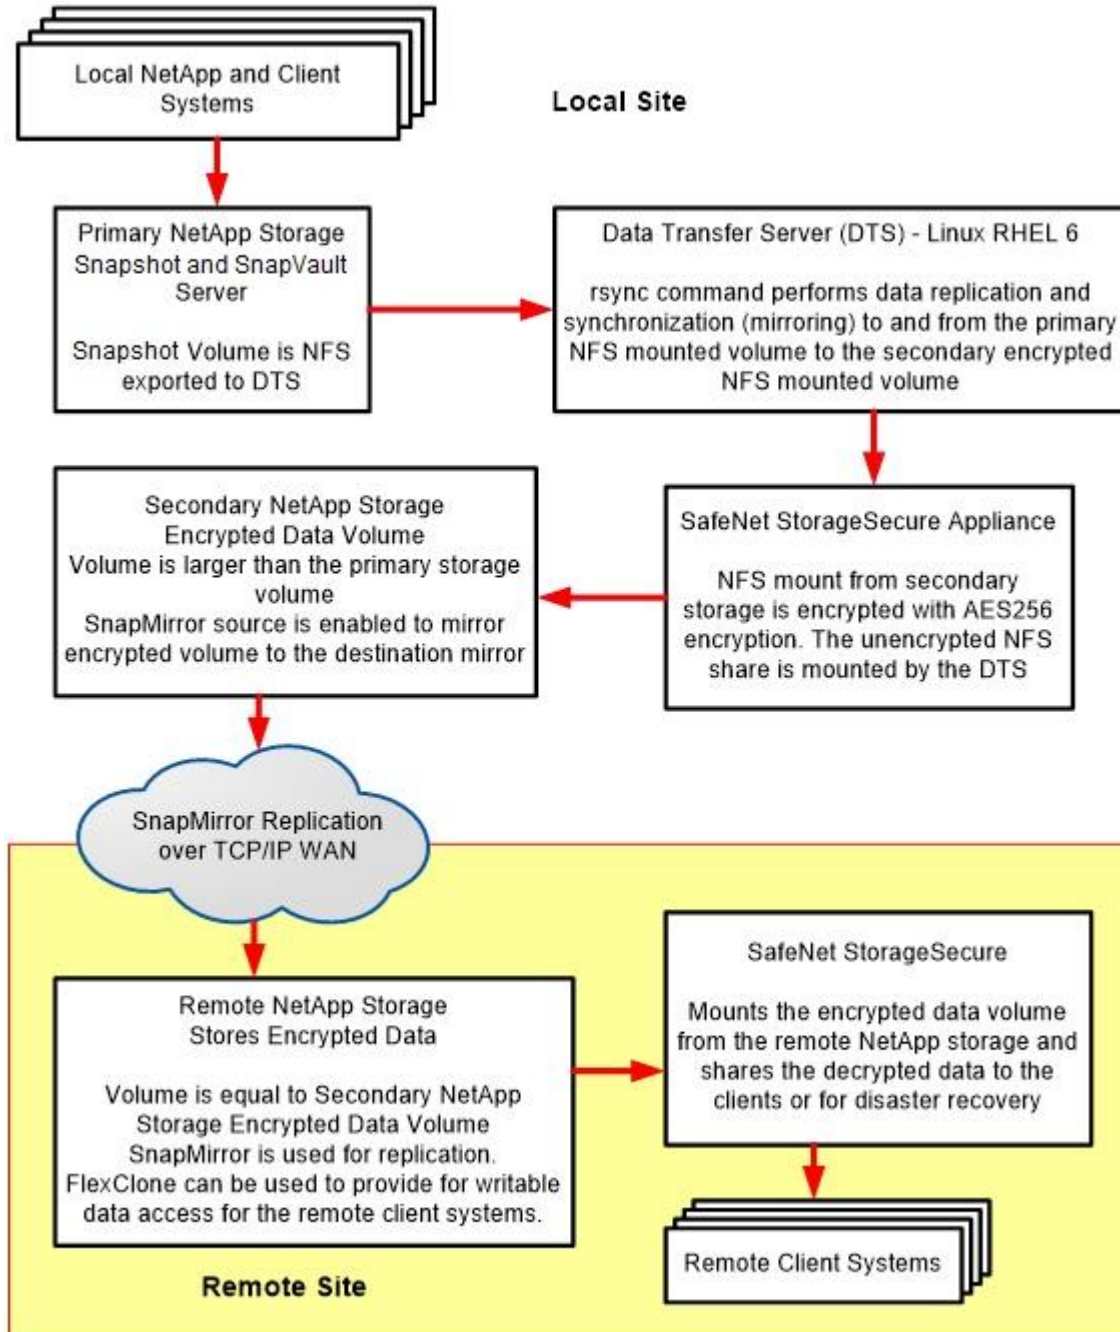 Local NetApp and Client
Systems
Local Site
Primary NetApp Storage
Snapshot and SnapVault
Server
Snapshot Volume is NFS
exported to DTS
Data Transfer Server (DTS) - Linux RHEL 6
rsync command performs data replication and
synchronization (mirroring) to and from the primary
NFS mounted volume to the secondary encrypted
NFS mounted volume
SafeNet StorageSecure Appliance
NFS mount from secondary
storage is encrypted with AES256
encryption. The unencrypted NFS
share is mounted by the DTS
Secondary NetApp Storage
Encrypted Data Volume
Volume is larger than the primary storage
volume
SnapMirror source is enabled to mirror
encrypted volume to the destination mirror
SnapMirror Replication
over TCP/IP WAN
Remote NetApp Storage
Stores Encrypted Data
Volume is equal to Secondary NetApp
Storage Encrypted Data Volume
SnapMirror is used for replication.
FlexClone can be used to provide for writable
data access for the remote client systems.
SafeNet StorageSecure
Mounts the encrypted data volume
from the remote NetApp storage and
shares the decrypted data to the
clients or for disaster recovery
Remote Client Systems
Remote Site